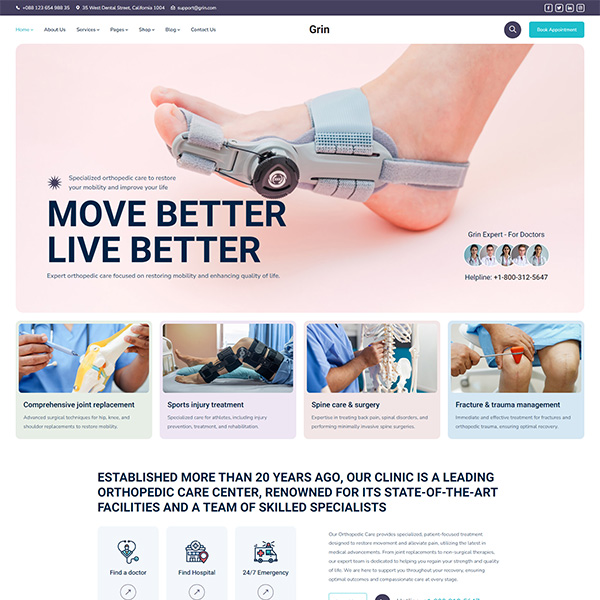 +088 123 654 988 35 35 West Dental Street, California 1004 support@grin.com
Home About Us Services Pages Shop Blog Contact Us Grin Book Appointment
Specialized orthopedic care to restore
your mobility and improve your life
MOVE BETTER
LIVE BETTER
Expert orthopedic care focused on restoring mobility and enhancing quality of life.
Grin Expert - For Doctors
Helpline: +1-800-312-5647
Comprehensive joint replacement
Advanced surgical techniques for hip, knee, and
shoulder replacements to restore mobility.
Sports injury treatment
Specialized care for athletes, including injury
prevention, treatment, and rehabilitation.
Spine care & surgery
Expertise in treating back pain, spinal disorders, and
performing minimally invasive spine surgeries.
Fracture & trauma management
Immediate and effective treatment for fractures and
orthopedic trauma, ensuring optimal recovery.
ESTABLISHED MORE THAN 20 YEARS AGO, OUR CLINIC IS A LEADING
ORTHOPEDIC CARE CENTER, RENOWNED FOR ITS STATE-OF-THE-ART
FACILITIES AND A TEAM OF SKILLED SPECIALISTS
Find a doctor
Find Hospital
24/7 Emergency
Our Orthopedic Care provides specialized, patient-focused treatment
designed to restore movement and alleviate pain, utilizing the latest in
medical advancements. From joint replacements to non-surgical therapies,
our expert team is dedicated to helping you regain your strength and quality
of life. We are here to support you throughout your recovery, ensuring
optimal outcomes and compassionate care at every stage.